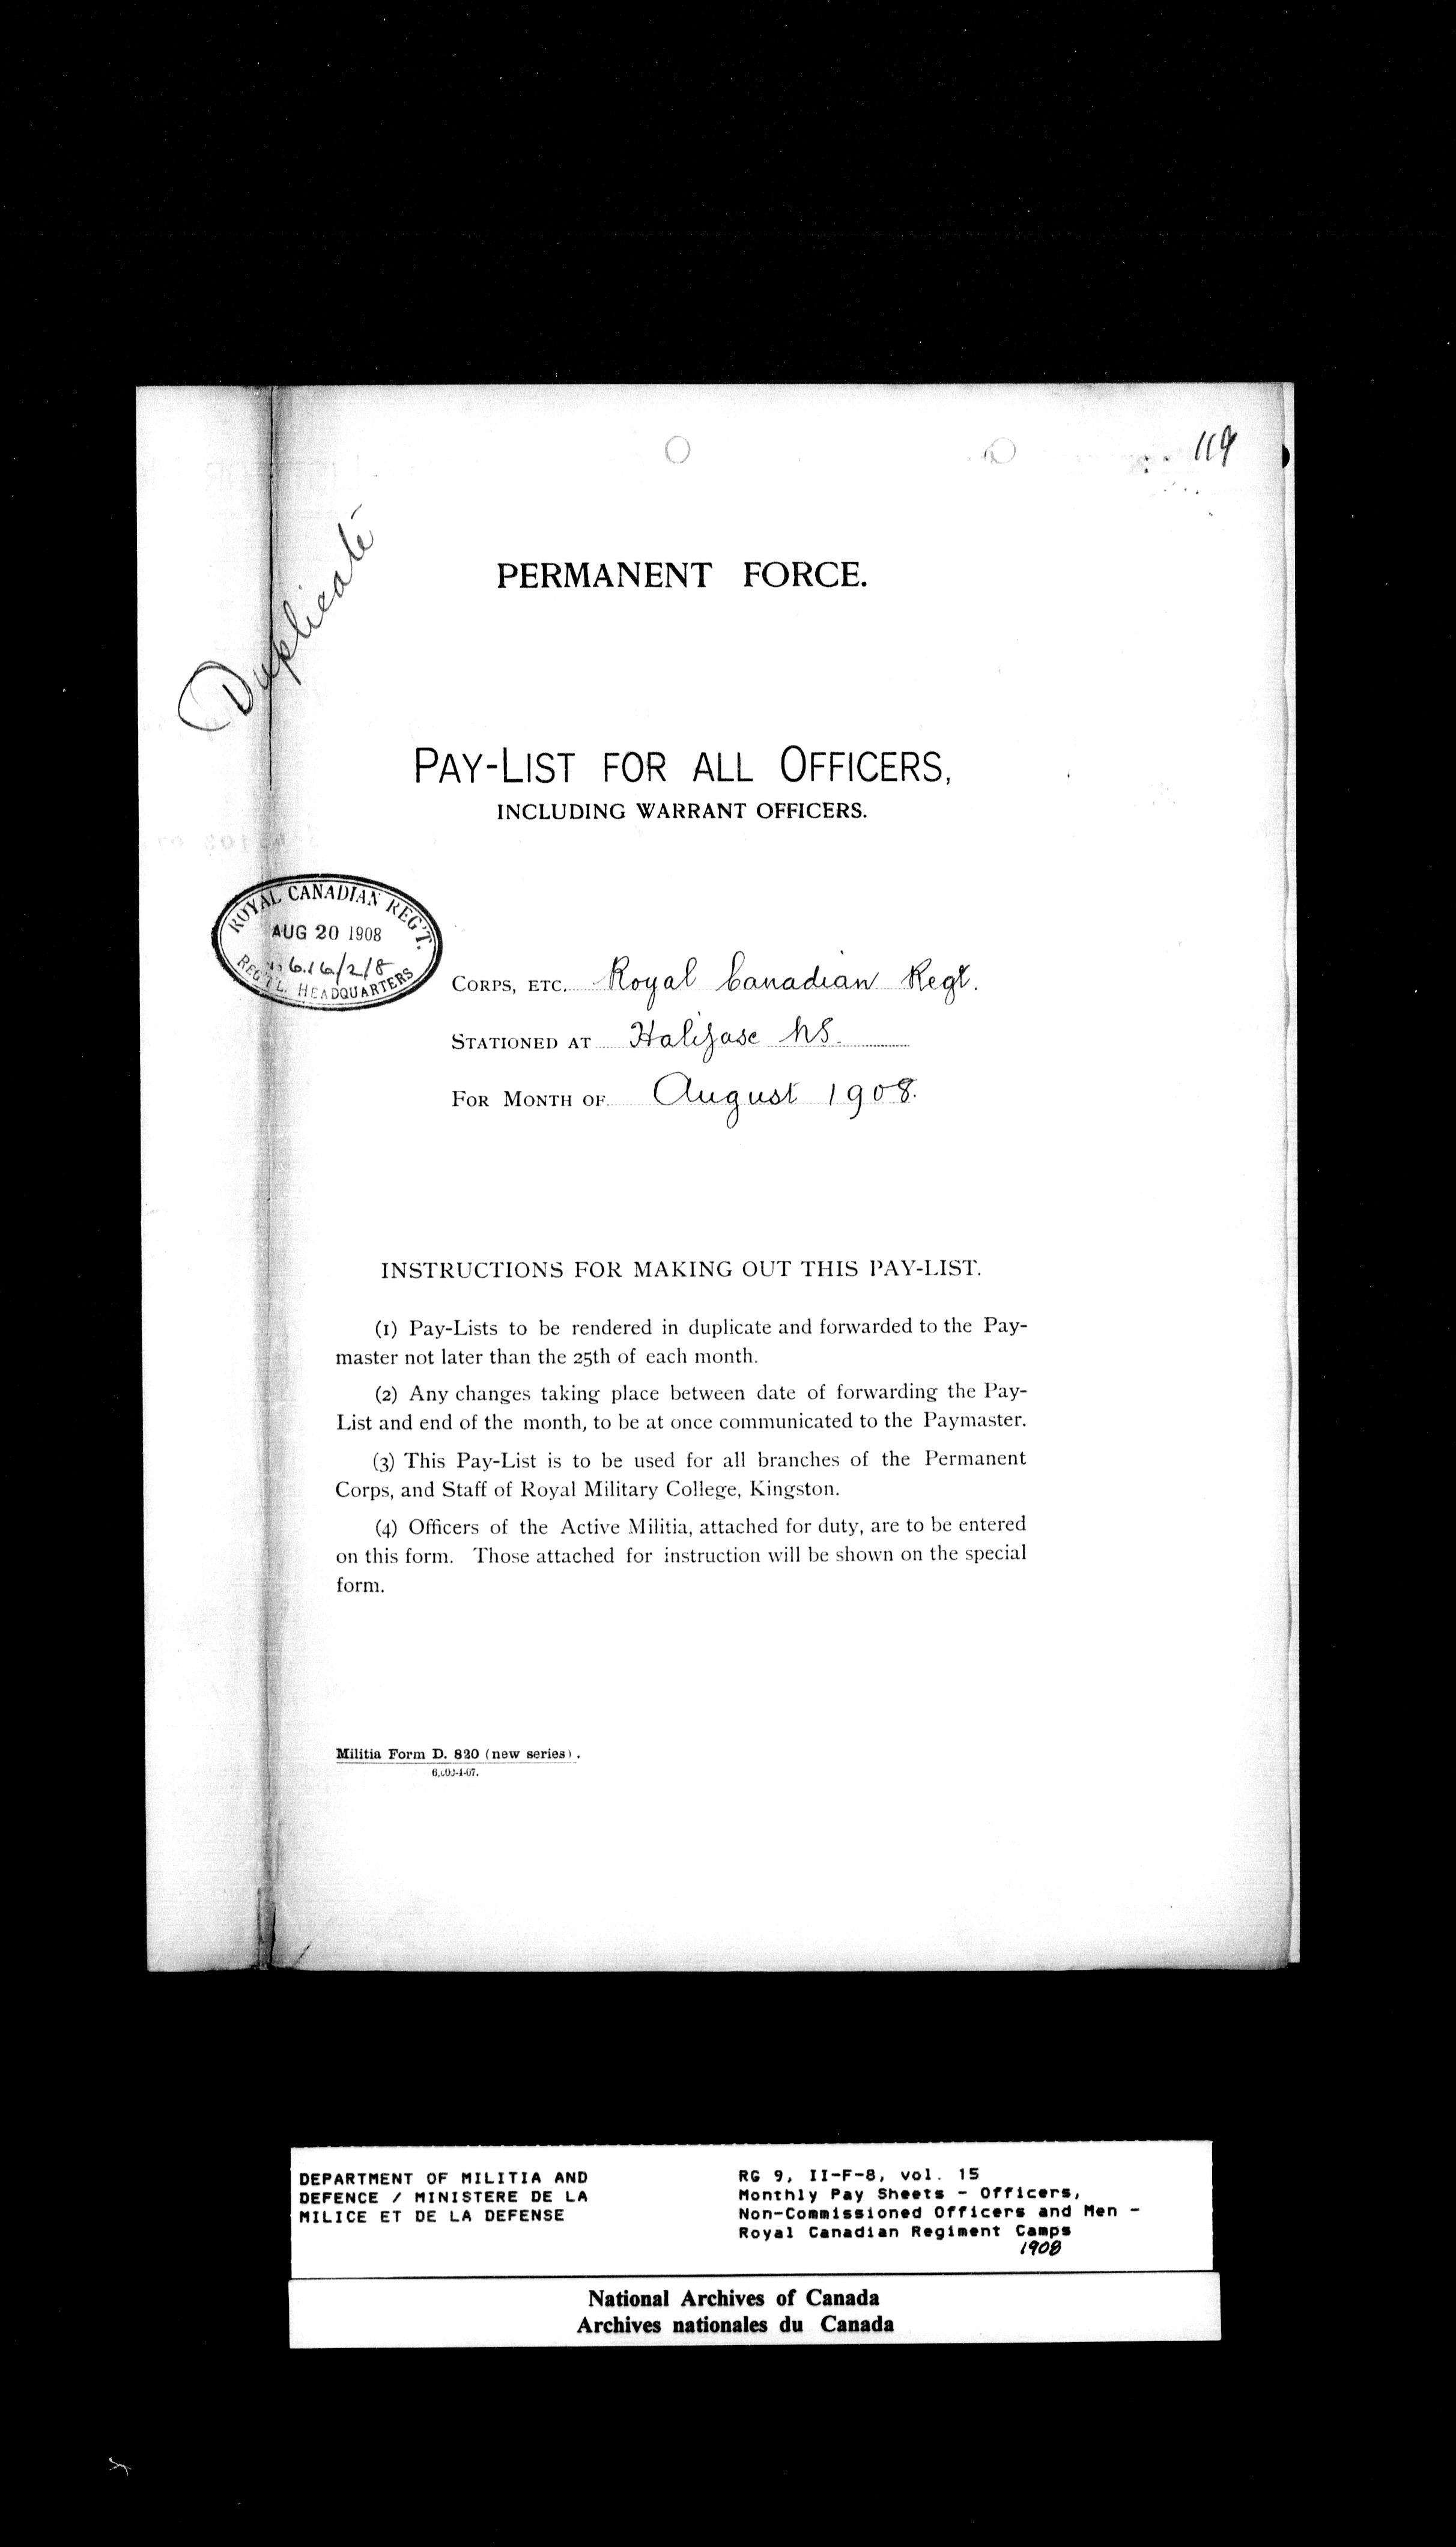 119
Duplicate
PERMANENT FORCE.
PAY-LIST FOR ALL OFFICERS,
INCLUDING WARRANT OFFICERS.
ROYAL CANADIAN REG'T.
AUG 20 1908
6.16/2/8
REG'T'L. HEADQUARTERS
CORPS, ETC. Royal Canadian Regt.
STATIONED AT Halifax NS.
FOR MONTH OF August 1908.
INSTRUCTIONS FOR MAKING OUT THIS PAY-LIST.
(1) Pay-Lists to be rendered in duplicate and forwarded to the Pay-
master not later than the 25th of each month.
(2) Any changes taking place between date of forwarding the Pay-
List and end of the month, to be at once communicated to the Paymaster.
(3) This Pay-List is to be used for all branches of the Permanent
Corps, and Staff of Royal Military College, Kingston.
(4) Officers of the Active Militia, attached for duty, are to be entered
on this form. Those attached for instruction will be shown on the special
form.
Militia Form D. 820 (new series).
DEPARTMENT OF MILITIA AND
DEFENCE / MINISTERE DE LA
MILICE ET DE LA DEFENSE
RG 9, II-F-8, vol. 15
Monthly Pay Sheets - Officers,
Non-Commissioned Officers and Men -
Royal Canadian Regiment Camps
1908
National Archives of Canada
Archives nationales du Canada